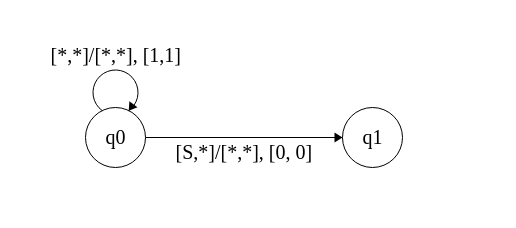 [*,*]/[*,*], [1,1]
q0
q1
[S,*]/[*,*], [0, 0]